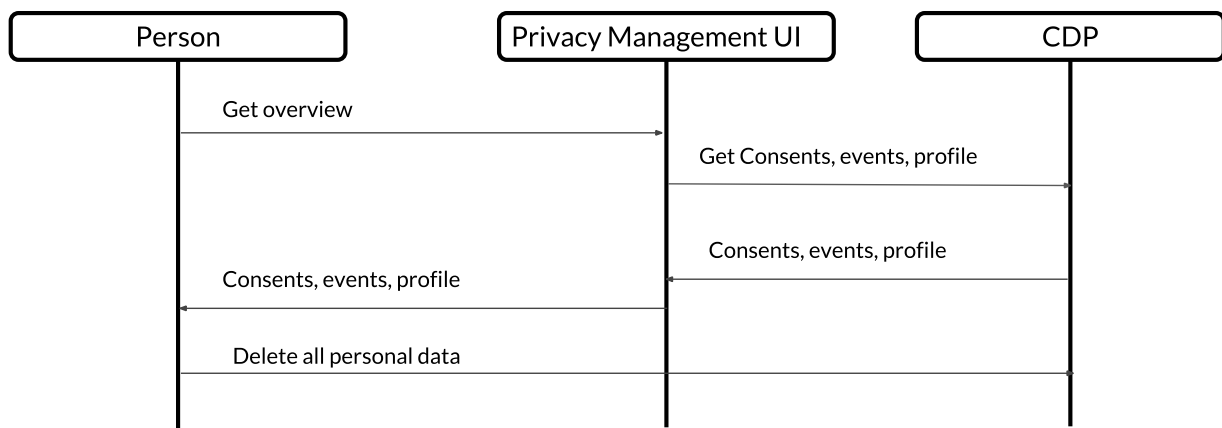 Person
Privacy Management UI
CDP
Get overview
Get Consents, events, profile
Consents, events, profile
Consents, events, profile
Delete all personal data